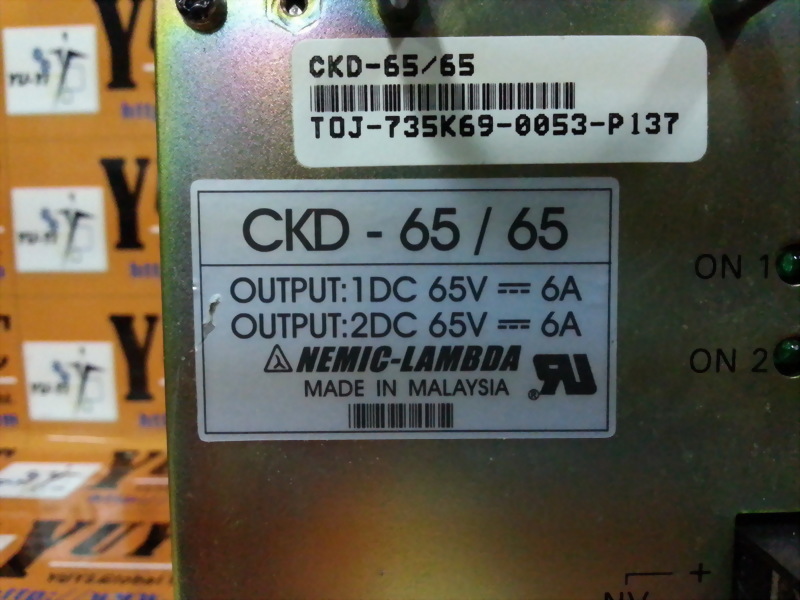 CKD-65/65
TOJ-735K69-0053-P137
CKD - 65 / 65
OUTPUT:1DC 65V ⎓ 6A
OUTPUT:2DC 65V ⎓ 6A
NEMIC-LAMBDA
MADE IN MALAYSIA
®
ON 1
ON 2
+